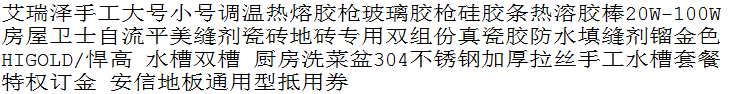 艾瑞泽手工大号小号调温热熔胶枪玻璃胶枪硅胶条热溶胶棒20W-100W
房屋卫士自流平美缝剂瓷砖地砖专用双组份真瓷胶防水填缝剂镏金色
HIGOLD/悍高 水槽双槽 厨房洗菜盆304不锈钢加厚拉丝手工水槽套餐
特权订金 安信地板通用型抵用券